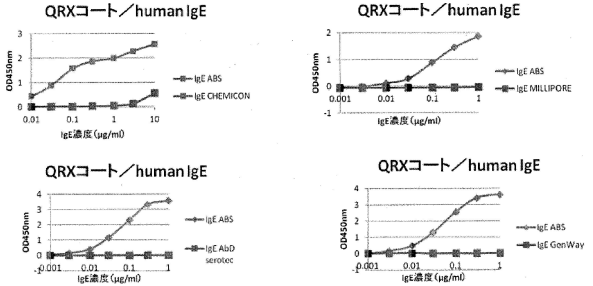 QRXコート／human IgE
3
2
1
0
0.01
0.1
1
10
OD450nm
IgE濃度（μg/ml）
IgE ABS
IgE CHEMICON
QRXコート／human IgE
2
1
0
0.001
0.01
0.1
1
OD450nm
IgE濃度（μg/ml）
IgE ABS
IgE MILLIPORE
QRXコート／human IgE
4
3
2
1
0
-1
0.001
0.01
0.1
1
OD450nm
IgE濃度（μg/ml）
IgE ABS
IgE AbD
serotec
QRXコート／human IgE
4
3
2
1
0
-1
0.001
0.01
0.1
1
OD450nm
IgE濃度（μg/ml）
IgE ABS
IgE GenWay